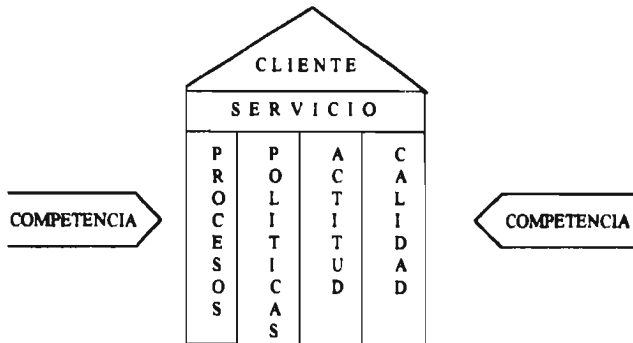 CLIENTE
SERVICIO
PROCESOS
POLITICAS
ACTITUD
CALIDAD
COMPETENCIA
COMPETENCIA